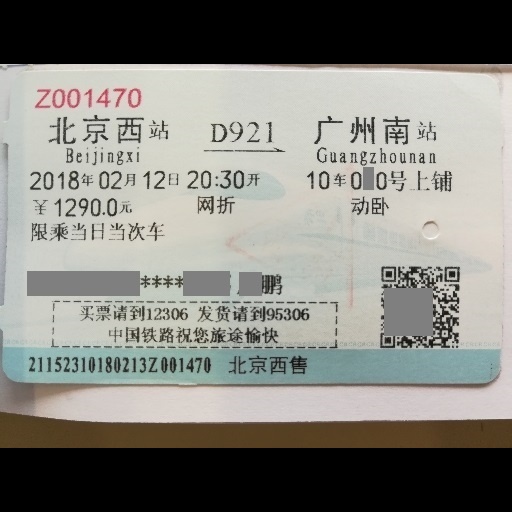 Z001470
北京西站 D921 广州南站
Beijingxi Guangzhounan
2018年02月12日20:30开 10车0 0号上铺
￥1290.0元 网折 动卧
限乘当日当次车
**** 鹏
买票请到12306 发货请到95306
中国铁路祝您旅途愉快
21152310180213Z001470 北京西售